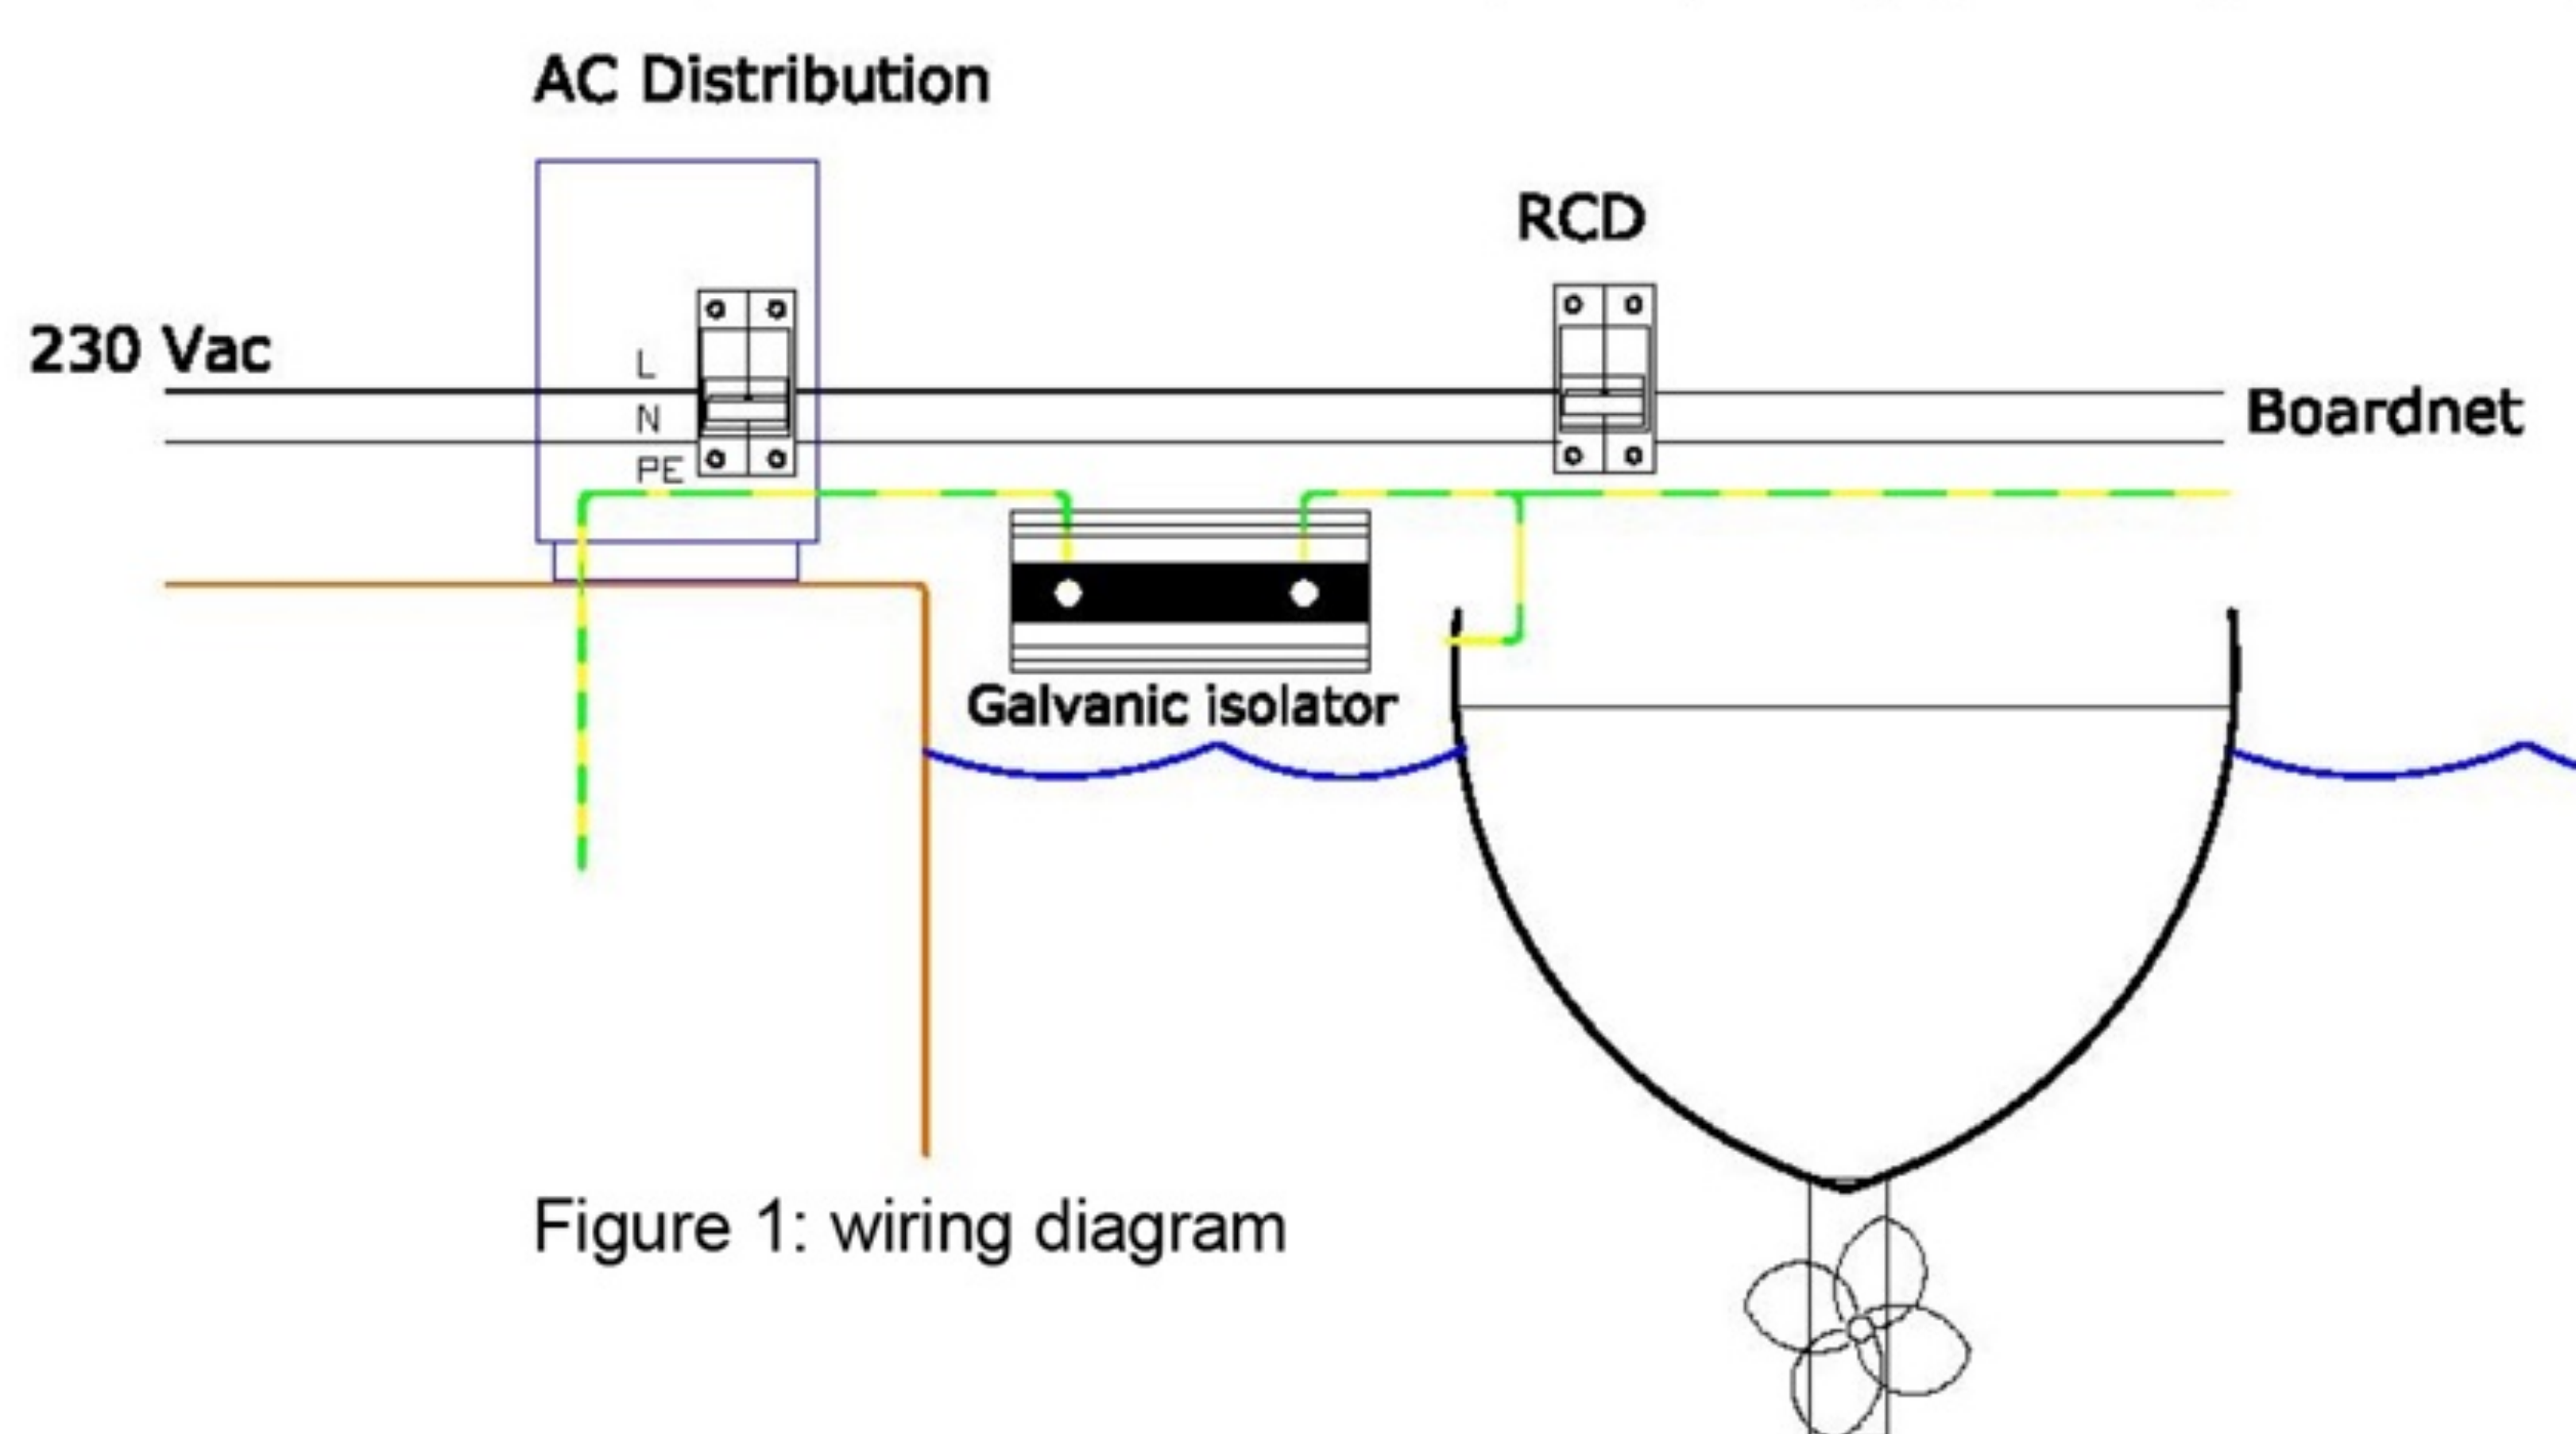 AC Distribution
RCD
230 Vac
L
N
PE
Boardnet
Galvanic isolator
Figure 1: wiring diagram